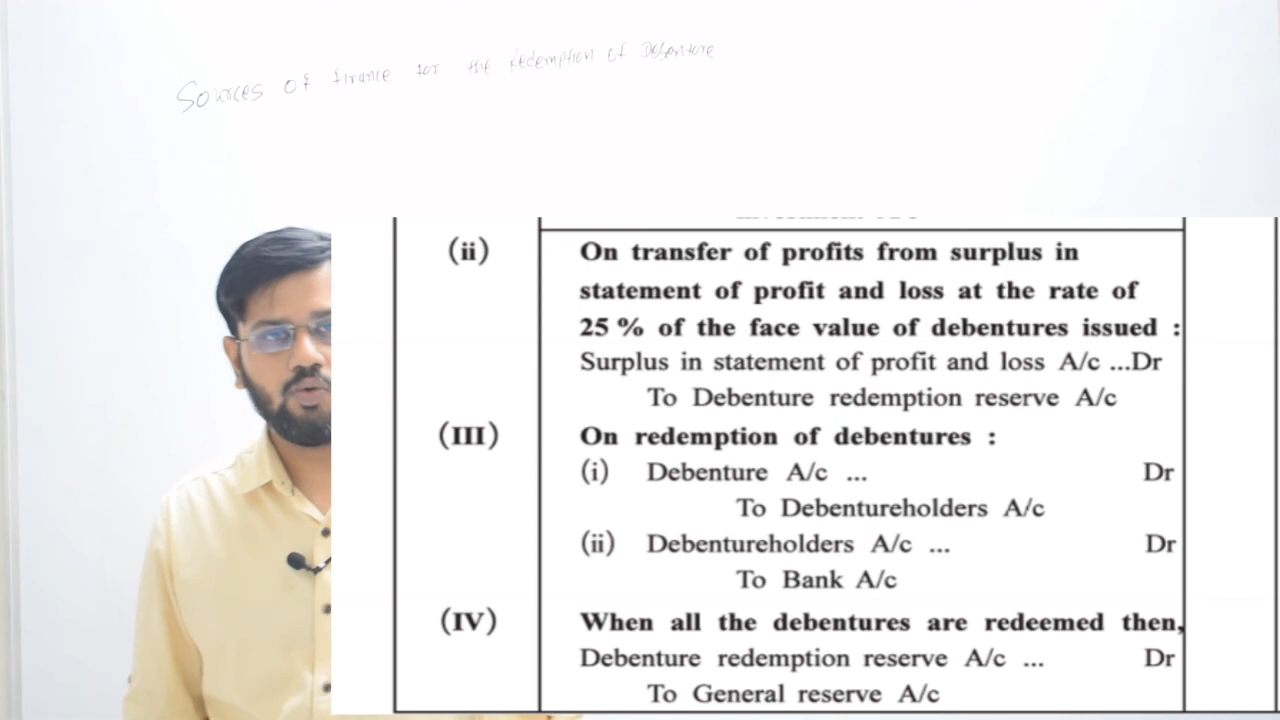 Sources of finance for the Redemption of Debenture
(ii) On transfer of profits from surplus in
statement of profit and loss at the rate of
25 % of the face value of debentures issued :
Surplus in statement of profit and loss A/c ...Dr
To Debenture redemption reserve A/c
(III) On redemption of debentures :
(i) Debenture A/c ... Dr
To Debentureholders A/c
(ii) Debentureholders A/c ... Dr
To Bank A/c
(IV) When all the debentures are redeemed then,
Debenture redemption reserve A/c ... Dr
To General reserve A/c